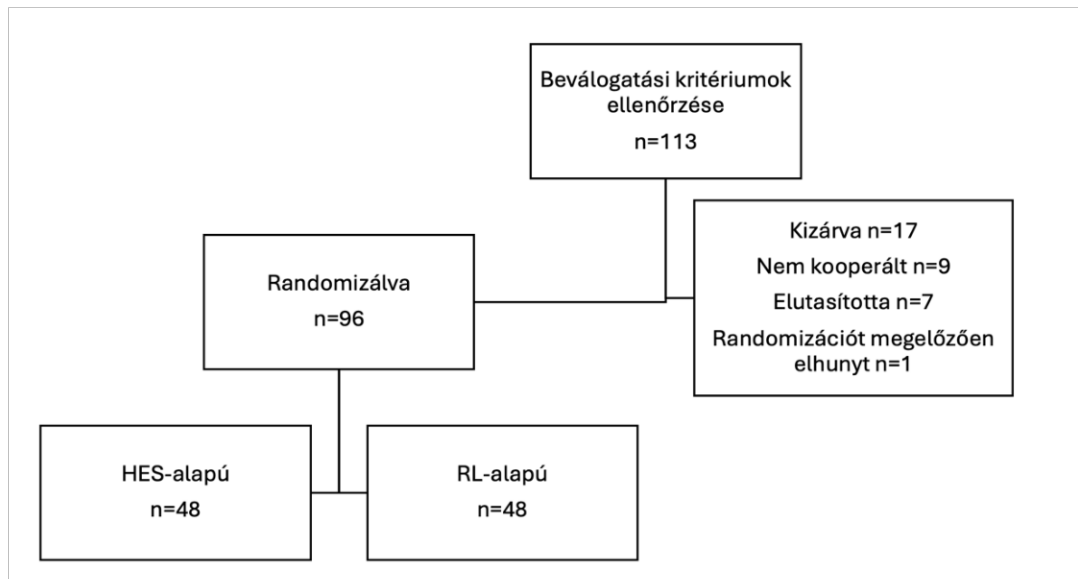 Beválogatási kritériumok
ellenőrzése
n=113
Kizárva n=17
Nem kooperált n=9
Elutasította n=7
Randomizációt megelőzően
elhunyt n=1
Randomizálva
n=96
HES-alapú
n=48
RL-alapú
n=48